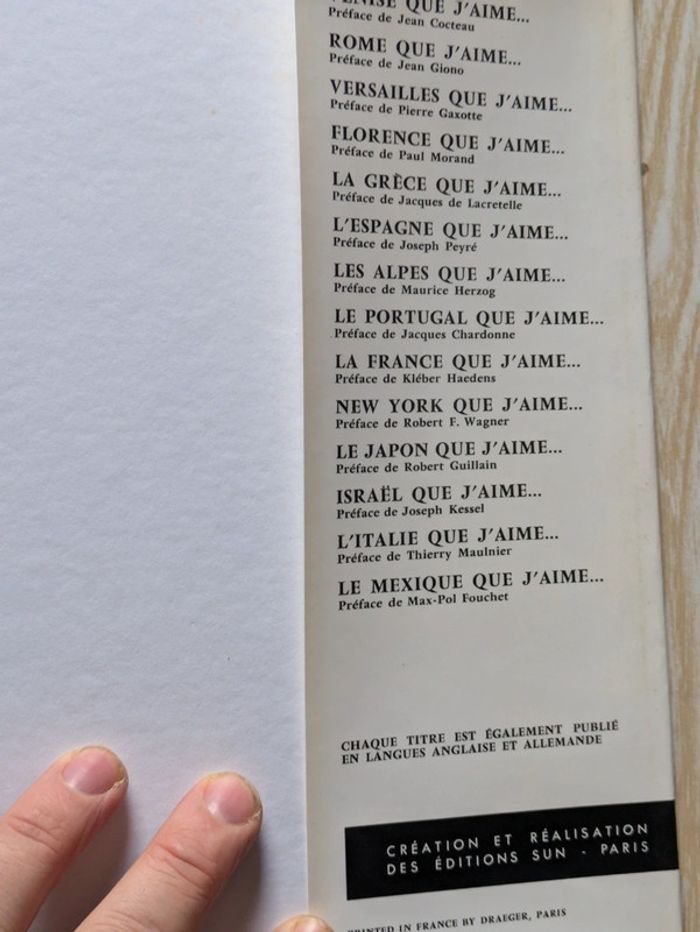 VENISE QUE J'AIME...
Préface de Jean Cocteau
ROME QUE J'AIME...
Préface de Jean Giono
VERSAILLES QUE J'AIME...
Préface de Pierre Gaxotte
FLORENCE QUE J'AIME...
Préface de Paul Morand
LA GRÈCE QUE J'AIME...
Préface de Jacques de Lacretelle
L'ESPAGNE QUE J'AIME...
Préface de Joseph Peyré
LES ALPES QUE J'AIME...
Préface de Maurice Herzog
LE PORTUGAL QUE J'AIME...
Préface de Jacques Chardonne
LA FRANCE QUE J'AIME...
Préface de Kléber Haedens
NEW YORK QUE J'AIME...
Préface de Robert F. Wagner
LE JAPON QUE J'AIME...
Préface de Robert Guillain
ISRAËL QUE J'AIME...
Préface de Joseph Kessel
L'ITALIE QUE J'AIME...
Préface de Thierry Maulnier
LE MEXIQUE QUE J'AIME...
Préface de Max-Pol Fouchet
CHAQUE TITRE EST ÉGALEMENT PUBLIÉ
EN LANGUES ANGLAISE ET ALLEMANDE
CRÉATION ET RÉALISATION
DES ÉDITIONS SUN - PARIS
PRINTED IN FRANCE BY DRAEGER, PARIS